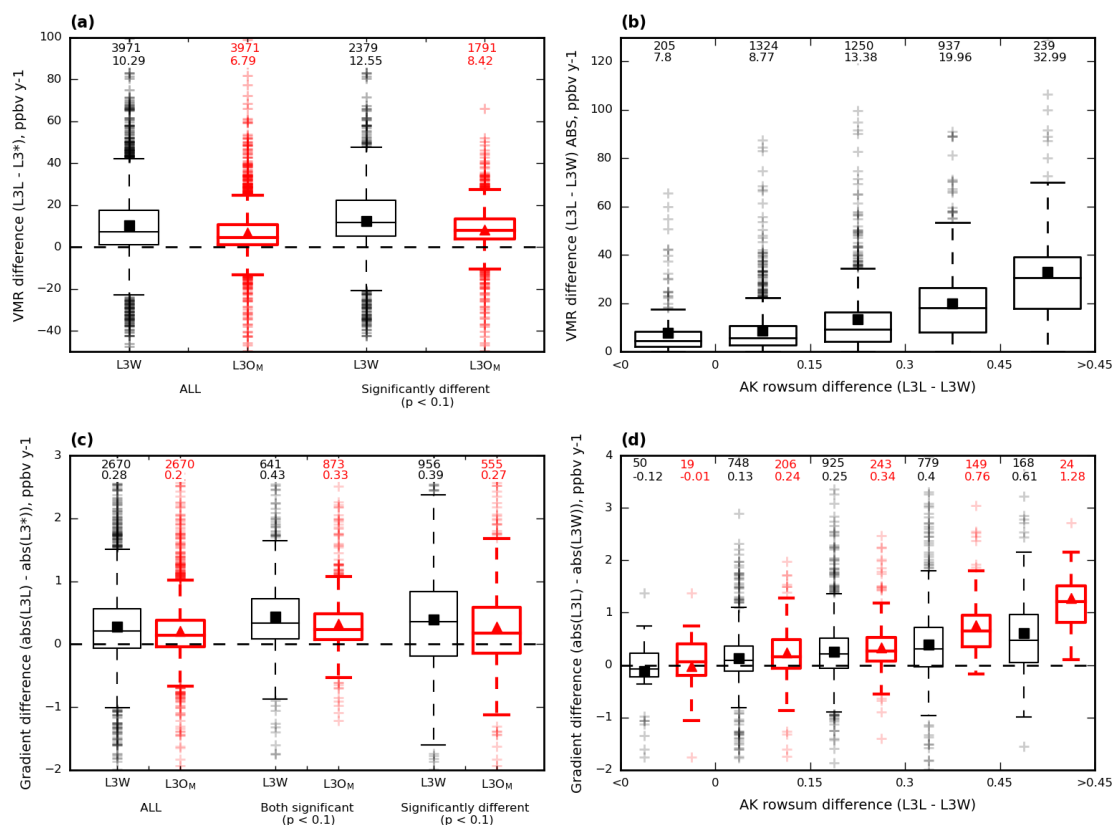 (a)
3971 3971 2379 1791
10.29 6.79 12.55 8.42
VMR difference (L3L - L3*), ppbv y-1
100
80
60
40
20
0
−20
−40
L3W L3OM L3W L3OM
ALL Significantly different
(p < 0.1)
(b)
205 1324 1250 937 239
7.8 8.77 13.38 19.96 32.99
VMR difference (L3L - L3W) ABS, ppbv y-1
120
100
80
60
40
20
0
<0 0 0.15 0.3 0.45 >0.45
AK rowsum difference (L3L - L3W)
(c)
2670 2670 641 873 956 555
0.28 0.2 0.43 0.33 0.39 0.27
Gradient difference (abs(L3L) - abs(L3*)), ppbv y-1
3
2
1
0
−1
−2
L3W L3OM L3W L3OM L3W L3OM
ALL Both significant Significantly different
(p < 0.1) (p < 0.1)
(d)
50 19 748 206 925 243 779 149 168 24
-0.12 -0.01 0.13 0.24 0.25 0.34 0.4 0.76 0.61 1.28
Gradient difference (abs(L3L) - abs(L3W)), ppbv y-1
4
3
2
1
0
−1
−2
<0 0 0.15 0.3 0.45 >0.45
AK rowsum difference (L3L - L3W)